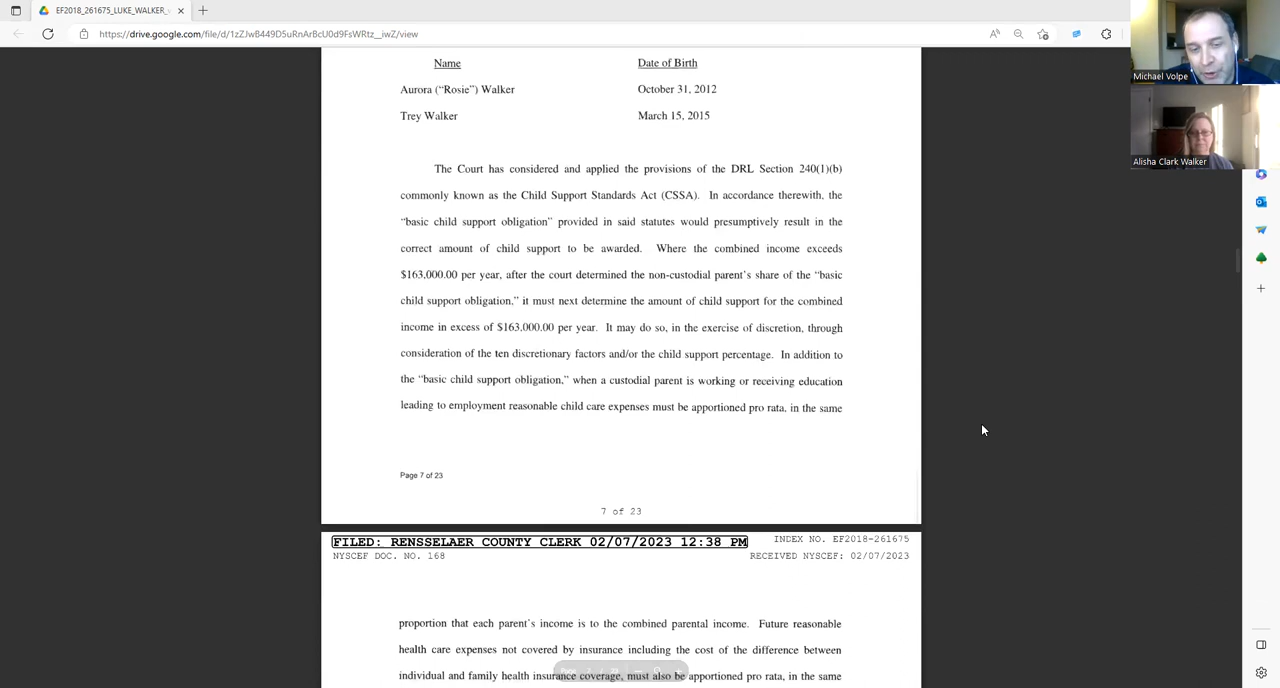 EF2018_261675_LUKE_WALKER_
https://drive.google.com/file/d/1zZJwB449D5uRnArBcU0d9FsWRtz__iwZ/view
Michael Volpe
Alisha Clark Walker
Name Date of Birth
Aurora (“Rosie”) Walker October 31, 2012
Trey Walker March 15, 2015
The Court has considered and applied the provisions of the DRL Section 240(1)(b)
commonly known as the Child Support Standards Act (CSSA). In accordance therewith, the
“basic child support obligation” provided in said statutes would presumptively result in the
correct amount of child support to be awarded. Where the combined income exceeds
$163,000.00 per year, after the court determined the non-custodial parent’s share of the “basic
child support obligation,” it must next determine the amount of child support for the combined
income in excess of $163,000.00 per year. It may do so, in the exercise of discretion, through
consideration of the ten discretionary factors and/or the child support percentage. In addition to
the “basic child support obligation,” when a custodial parent is working or receiving education
leading to employment reasonable child care expenses must be apportioned pro rata, in the same
Page 7 of 23
7 of 23
FILED: RENSSELAER COUNTY CLERK 02/07/2023 12:38 PM
INDEX NO. EF2018-261675
NYSCEF DOC. NO. 168
RECEIVED NYSCEF: 02/07/2023
proportion that each parent’s income is to the combined parental income. Future reasonable
health care expenses not covered by insurance including the cost of the difference between
individual and family health insurance coverage, must also be apportioned pro rata, in the same